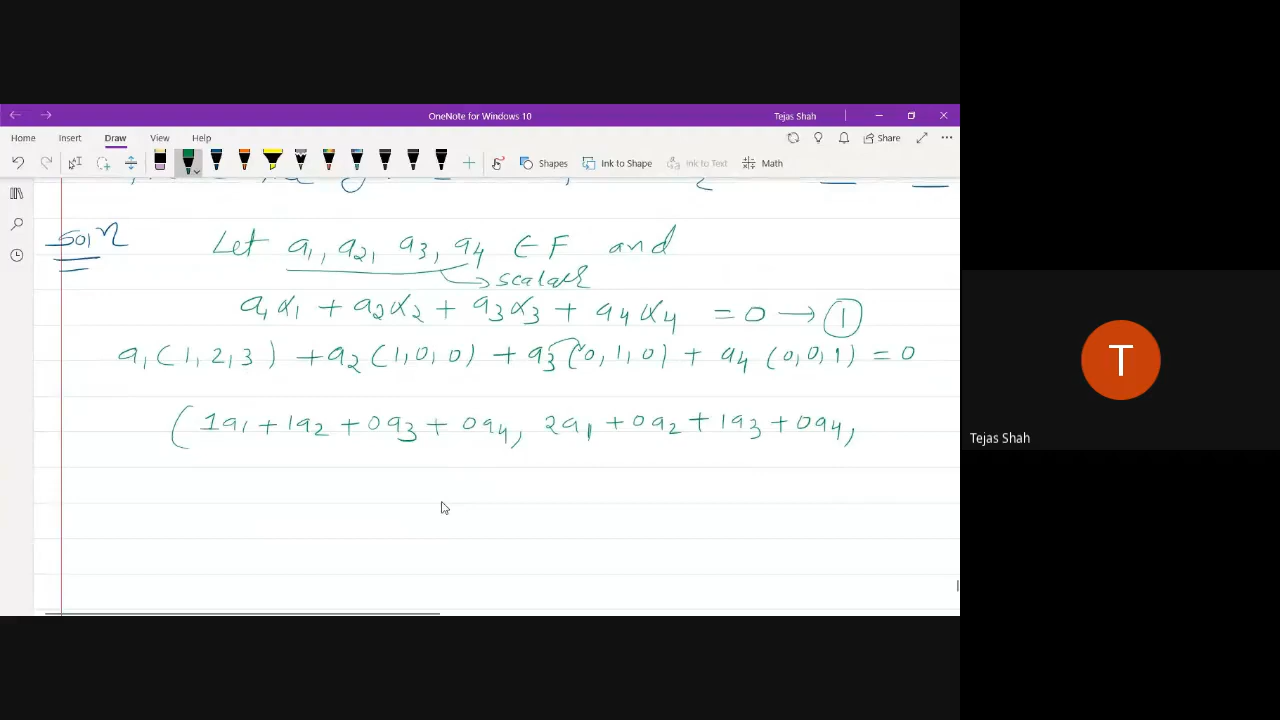 OneNote for Windows 10
Tejas Shah
Home Insert Draw View Help
Share
Shapes Ink to Shape Ink to Text Math
Soln Let a1, a2, a3, a4 ∈ F and
→ scalar
a1α1 + a2α2 + a3α3 + a4α4 = 0 → ①
a1(1,2,3) + a2(1,0,0) + a3(0,1,0) + a4(0,0,1) = 0
(1a1 + 1a2 + 0a3 + 0a4, 2a1 + 0a2 + 1a3 + 0a4,
T
Tejas Shah